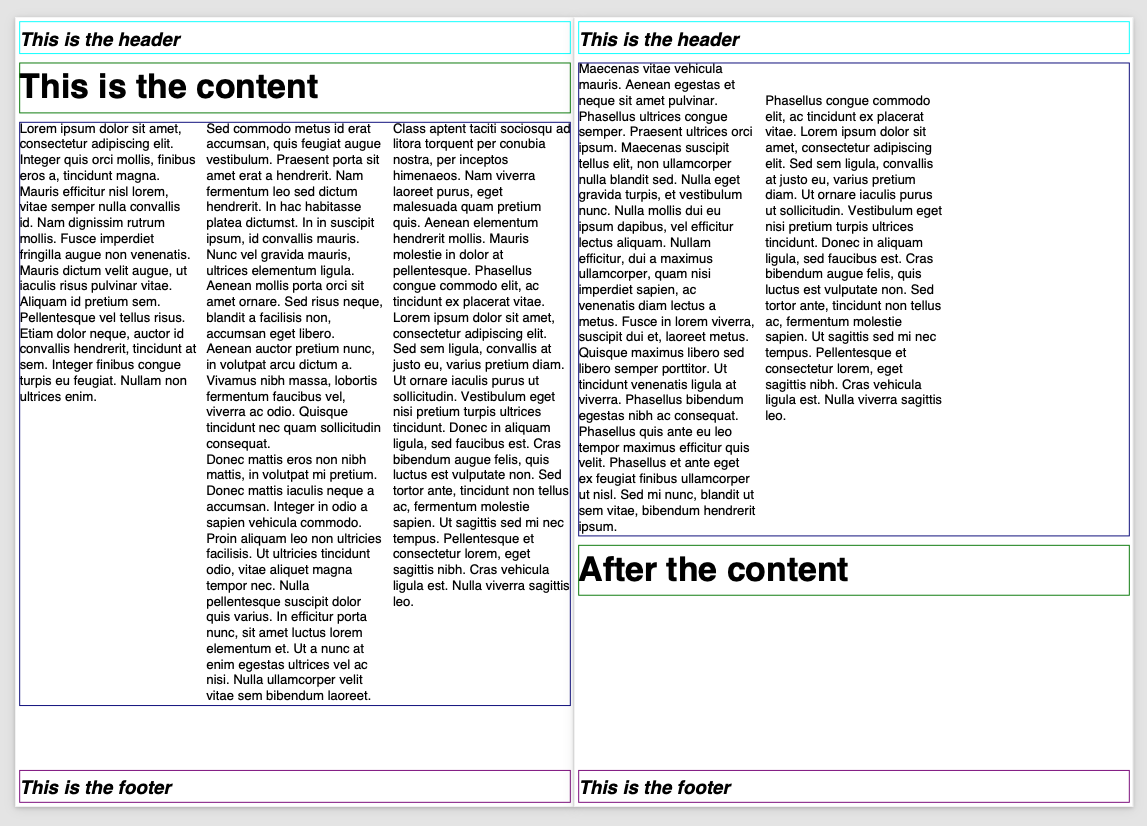 This is the header
This is the content
Lorem ipsum dolor sit amet,
consectetur adipiscing elit.
Integer quis orci mollis, finibus
eros a, tincidunt magna.
Mauris efficitur nisl lorem,
vitae semper nulla convallis
id. Nam dignissim rutrum
mollis. Fusce imperdiet
fringilla augue non venenatis.
Mauris dictum velit augue, ut
iaculis risus pulvinar vitae.
Aliquam id pretium sem.
Pellentesque vel tellus risus.
Etiam dolor neque, auctor id
convallis hendrerit, tincidunt at
sem. Integer finibus congue
turpis eu feugiat. Nullam non
ultrices enim.
Sed commodo metus id erat
accumsan, quis feugiat augue
vestibulum. Praesent porta sit
amet erat a hendrerit. Nam
fermentum leo sed dictum
hendrerit. In hac habitasse
platea dictumst. In in suscipit
ipsum, id convallis mauris.
Nunc vel gravida mauris,
ultrices elementum ligula.
Aenean mollis porta orci sit
amet ornare. Sed risus neque,
blandit a facilisis non,
accumsan eget libero.
Aenean auctor pretium nunc,
in volutpat arcu dictum a.
Vivamus nibh massa, lobortis
fermentum faucibus vel,
viverra ac odio. Quisque
tincidunt nec quam sollicitudin
consequat.
Donec mattis eros non nibh
mattis, in volutpat mi pretium.
Donec mattis iaculis neque a
accumsan. Integer in odio a
sapien vehicula commodo.
Proin aliquam leo non ultricies
facilisis. Ut ultricies tincidunt
odio, vitae aliquet magna
tempor nec. Nulla
pellentesque suscipit dolor
quis varius. In efficitur porta
nunc, sit amet luctus lorem
elementum et. Ut a nunc at
enim egestas ultrices vel ac
nisi. Nulla ullamcorper velit
vitae sem bibendum laoreet.
Class aptent taciti sociosqu ad
litora torquent per conubia
nostra, per inceptos
himenaeos. Nam viverra
laoreet purus, eget
malesuada quam pretium
quis. Aenean elementum
hendrerit mollis. Mauris
molestie in dolor at
pellentesque. Phasellus
congue commodo elit, ac
tincidunt ex placerat vitae.
Lorem ipsum dolor sit amet,
consectetur adipiscing elit.
Sed sem ligula, convallis at
justo eu, varius pretium diam.
Ut ornare iaculis purus ut
sollicitudin. Vestibulum eget
nisi pretium turpis ultrices
tincidunt. Donec in aliquam
ligula, sed faucibus est. Cras
bibendum augue felis, quis
luctus est vulputate non. Sed
tortor ante, tincidunt non tellus
ac, fermentum molestie
sapien. Ut sagittis sed mi nec
tempus. Pellentesque et
consectetur lorem, eget
sagittis nibh. Cras vehicula
ligula est. Nulla viverra sagittis
leo.
This is the footer
This is the header
Maecenas vitae vehicula
mauris. Aenean egestas et
neque sit amet pulvinar.
Phasellus ultrices congue
semper. Praesent ultrices orci
ipsum. Maecenas suscipit
tellus elit, non ullamcorper
nulla blandit sed. Nulla eget
gravida turpis, et vestibulum
nunc. Nulla mollis dui eu
ipsum dapibus, vel efficitur
lectus aliquam. Nullam
efficitur, dui a maximus
ullamcorper, quam nisi
imperdiet sapien, ac
venenatis diam lectus a
metus. Fusce in lorem viverra,
suscipit dui et, laoreet metus.
Quisque maximus libero sed
libero semper porttitor. Ut
tincidunt venenatis ligula at
viverra. Phasellus bibendum
egestas nibh ac consequat.
Phasellus quis ante eu leo
tempor maximus efficitur quis
velit. Phasellus et ante eget
ex feugiat finibus ullamcorper
ut nisl. Sed mi nunc, blandit ut
sem vitae, bibendum hendrerit
ipsum.
Phasellus congue commodo
elit, ac tincidunt ex placerat
vitae. Lorem ipsum dolor sit
amet, consectetur adipiscing
elit. Sed sem ligula, convallis
at justo eu, varius pretium
diam. Ut ornare iaculis purus
ut sollicitudin. Vestibulum eget
nisi pretium turpis ultrices
tincidunt. Donec in aliquam
ligula, sed faucibus est. Cras
bibendum augue felis, quis
luctus est vulputate non. Sed
tortor ante, tincidunt non tellus
ac, fermentum molestie
sapien. Ut sagittis sed mi nec
tempus. Pellentesque et
consectetur lorem, eget
sagittis nibh. Cras vehicula
ligula est. Nulla viverra sagittis
leo.
After the content
This is the footer